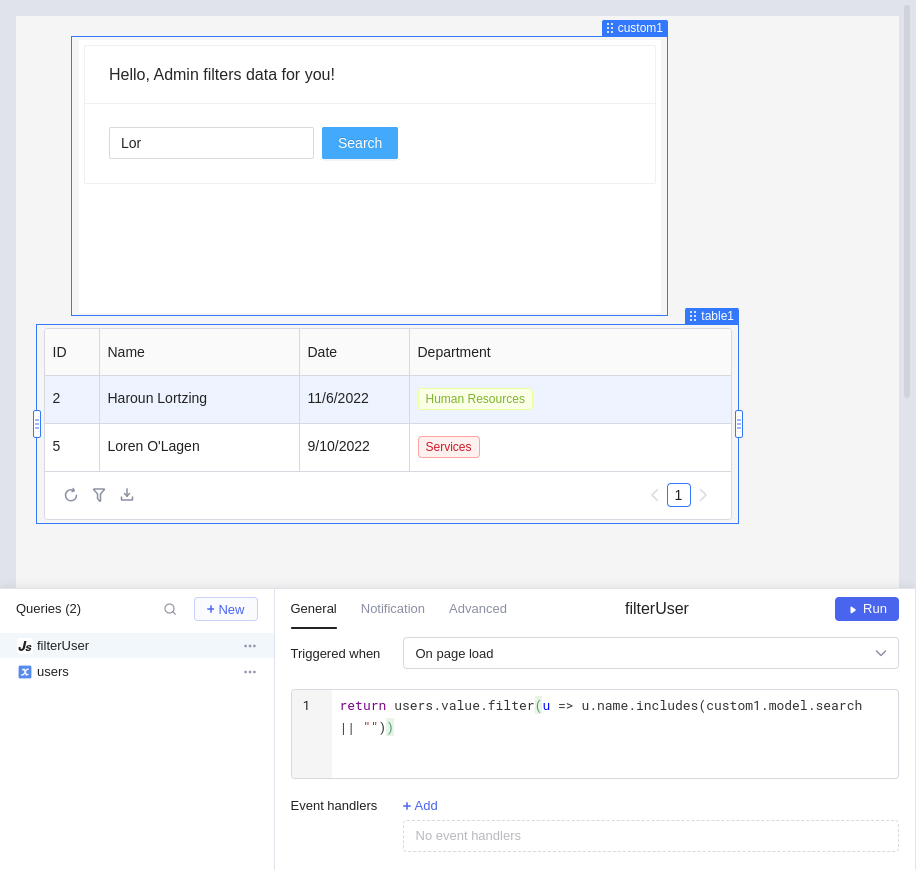 custom1
Hello, Admin filters data for you!
Lor Search
table1
ID Name Date Department
2 Haroun Lortzing 11/6/2022 Human Resources
5 Loren O'Lagen 9/10/2022 Services
1
Queries (2) + New General Notification Advanced filterUser Run
Js filterUser
users
Triggered when On page load
1 return users.value.filter(u => u.name.includes(custom1.model.search
|| ""))
Event handlers + Add
No event handlers